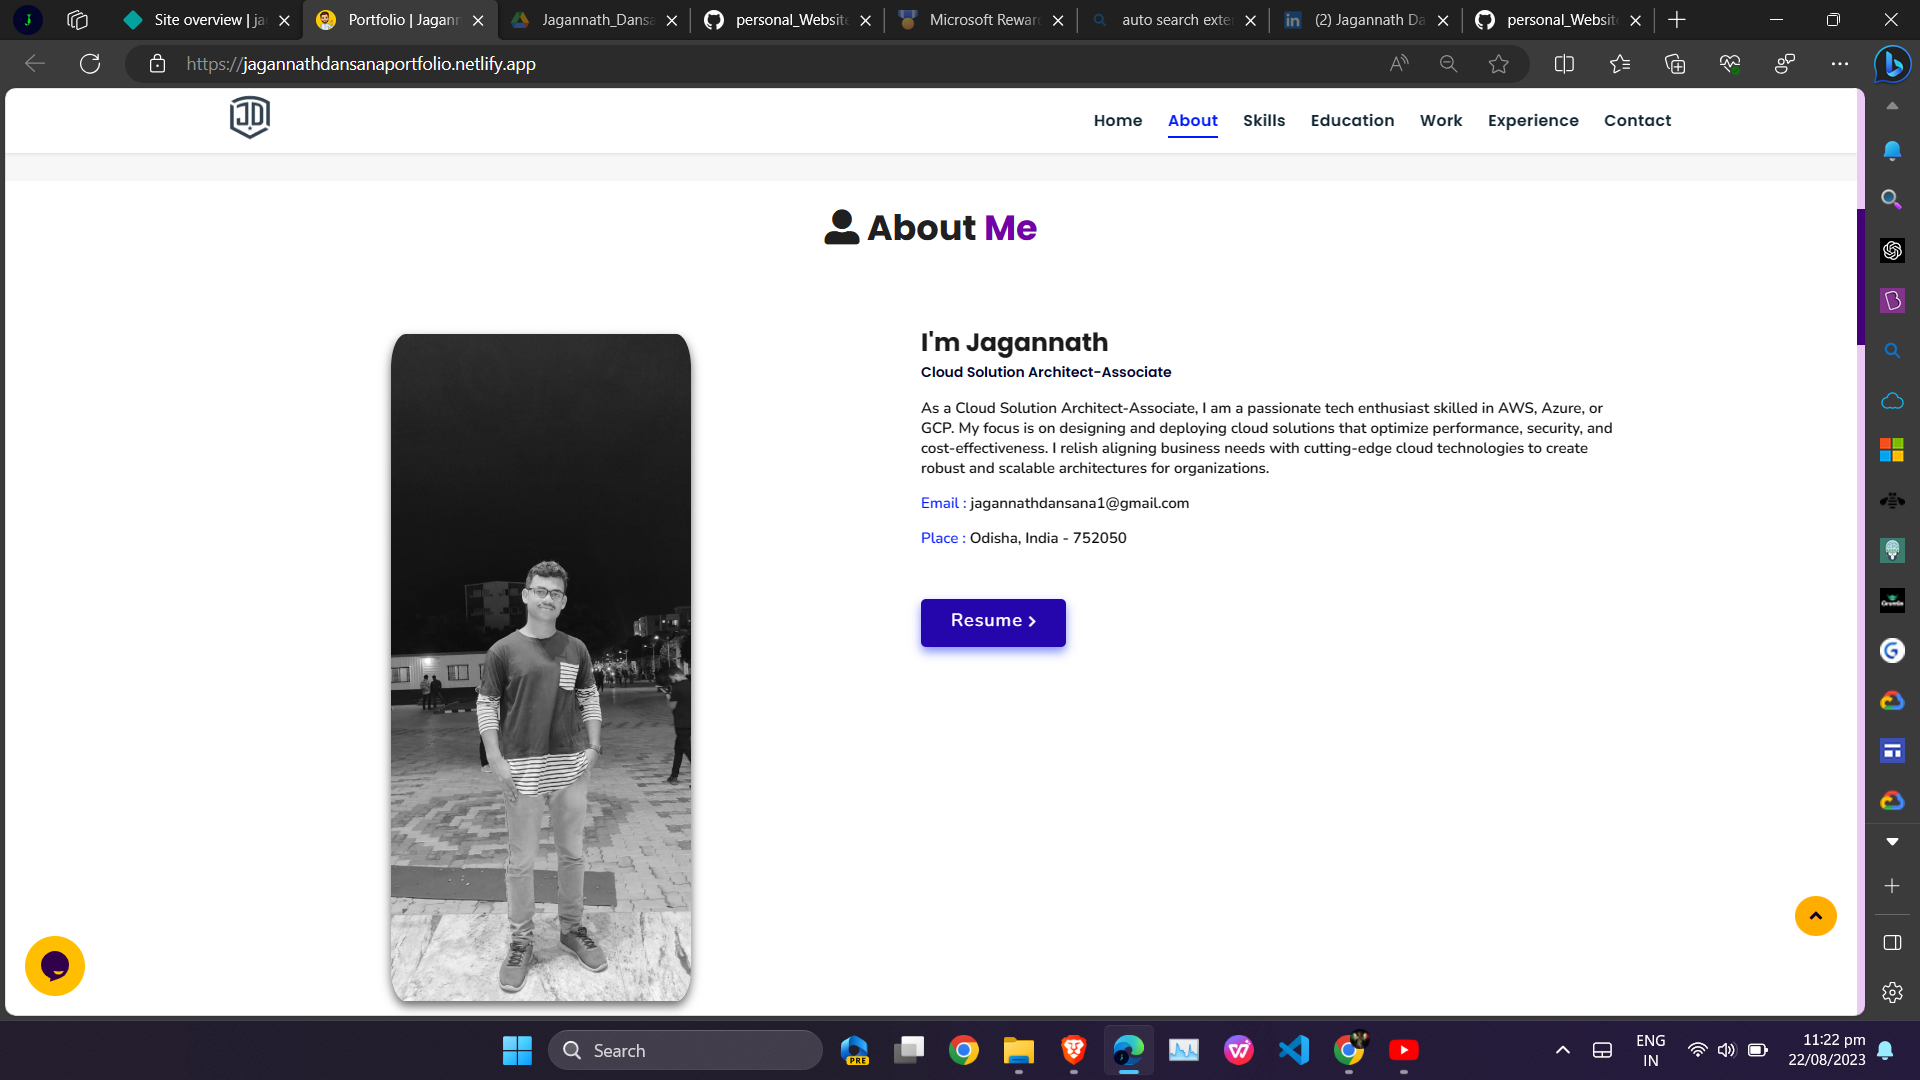 Site overview | ja
Portfolio | Jagann
Jagannath_Dansa
personal_Website
Microsoft Rewar
auto search exte
(2) Jagannath Da
personal_Website
https://jagannathdansanaportfolio.netlify.app
JD
Home
About
Skills
Education
Work
Experience
Contact
About Me
I'm Jagannath
Cloud Solution Architect-Associate
As a Cloud Solution Architect-Associate, I am a passionate tech enthusiast skilled in AWS, Azure, or
GCP. My focus is on designing and deploying cloud solutions that optimize performance, security, and
cost-effectiveness. I relish aligning business needs with cutting-edge cloud technologies to create
robust and scalable architectures for organizations.
Email : jagannathdansana1@gmail.com
Place : Odisha, India - 752050
Resume
Search
PRE
ENG
IN
11:22 pm
22/08/2023